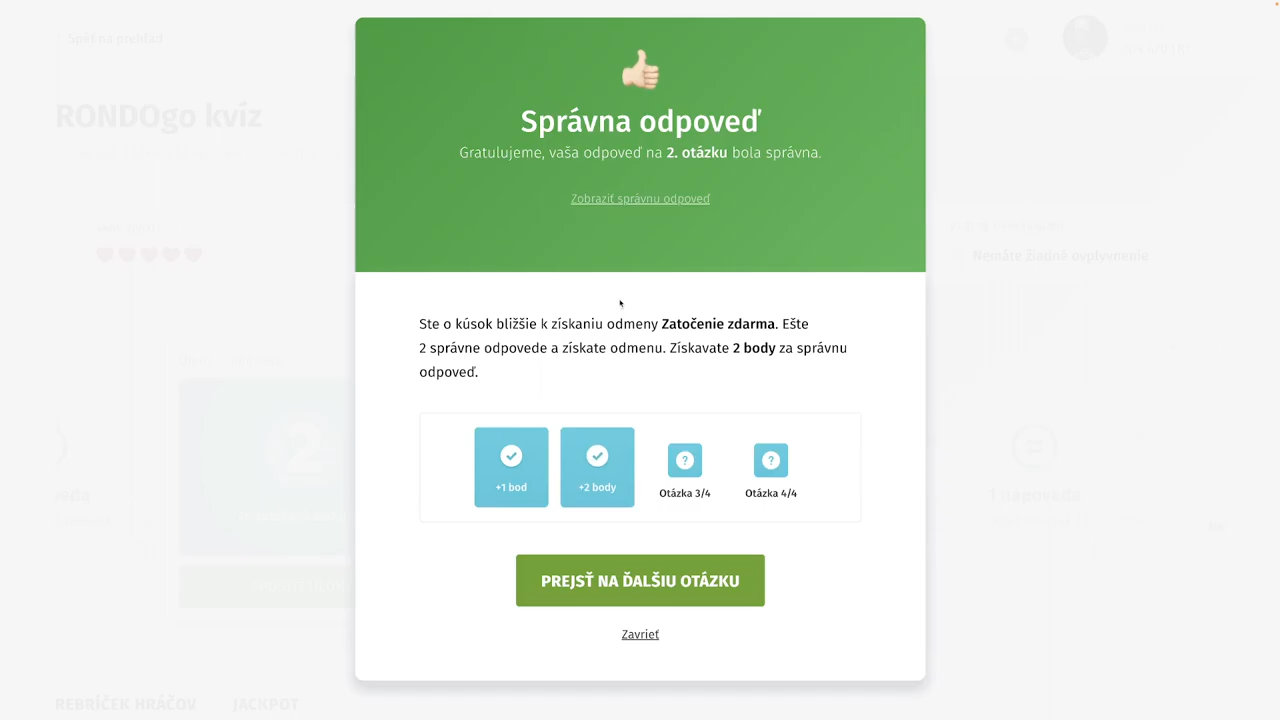 Späť na prehľad
RONDOgo kvíz
Správna odpoveď
Gratulujeme, vaša odpoveď na 2. otázku bola správna.
Zobraziť správnu odpoveď
Nemáte žiadne ovplyvnenie
Ste o kúsok bližšie k získaniu odmeny Zatočenie zdarma. Ešte
2 správne odpovede a získate odmenu. Získavate 2 body za správnu
odpoveď.
+1 bod
+2 body
Otázka 3/4
Otázka 4/4
1 nápoveda
PREJSŤ NA ĎALŠIU OTÁZKU
Zavrieť
REBRÍČEK HRÁČOV
JACKPOT